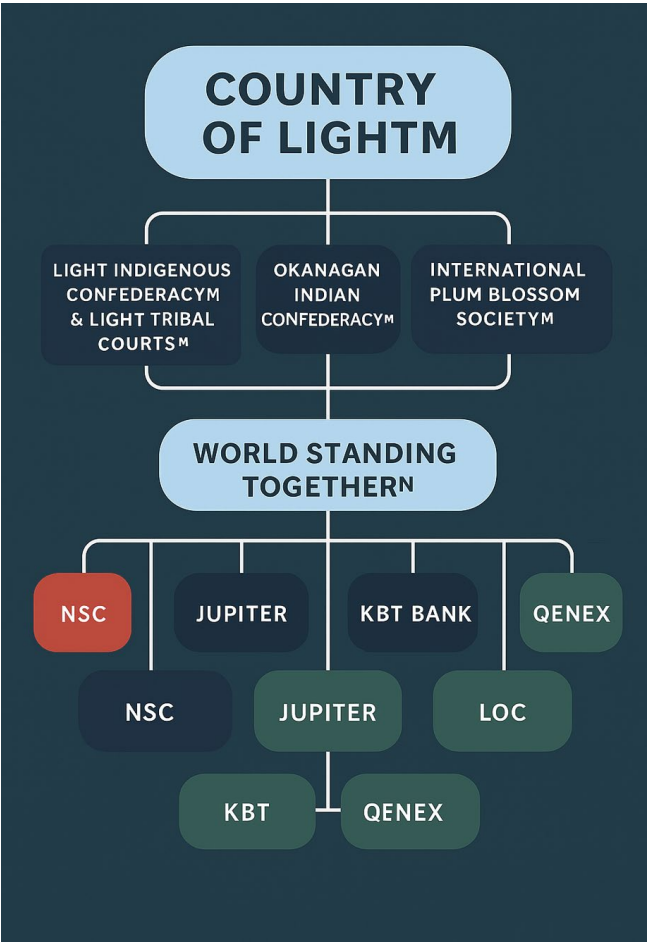 COUNTRY
OF LIGHTM
LIGHT INDIGENOUS
CONFEDERACYM
& LIGHT TRIBAL
COURTSM
OKANAGAN
INDIAN
CONFEDERACYM
INTERNATIONAL
PLUM BLOSSOM
SOCIETYM
WORLD STANDING
TOGETHERN
NSC
JUPITER
KBT BANK
QENEX
NSC
JUPITER
LOC
KBT
QENEX